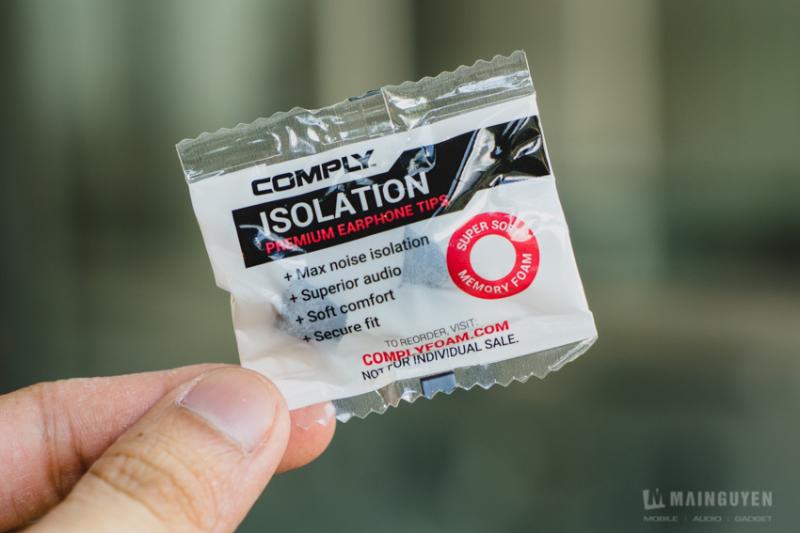 COMPLY™
ISOLATION
PREMIUM EARPHONE TIPS
+ Max noise isolation
+ Superior audio
+ Soft comfort
+ Secure fit
SUPER SOFT
MEMORY FOAM
TO REORDER, VISIT:
COMPLYFOAM.COM
NOT FOR INDIVIDUAL SALE.
MAINGUYEN
MOBILE | AUDIO | GADGET